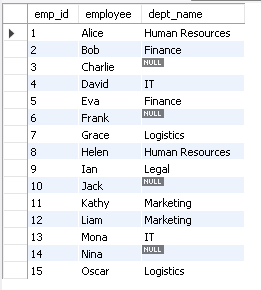 emp_id employee dept_name
1 Alice Human Resources
2 Bob Finance
3 Charlie NULL
4 David IT
5 Eva Finance
6 Frank NULL
7 Grace Logistics
8 Helen Human Resources
9 Ian Legal
10 Jack NULL
11 Kathy Marketing
12 Liam Marketing
13 Mona IT
14 Nina NULL
15 Oscar Logistics